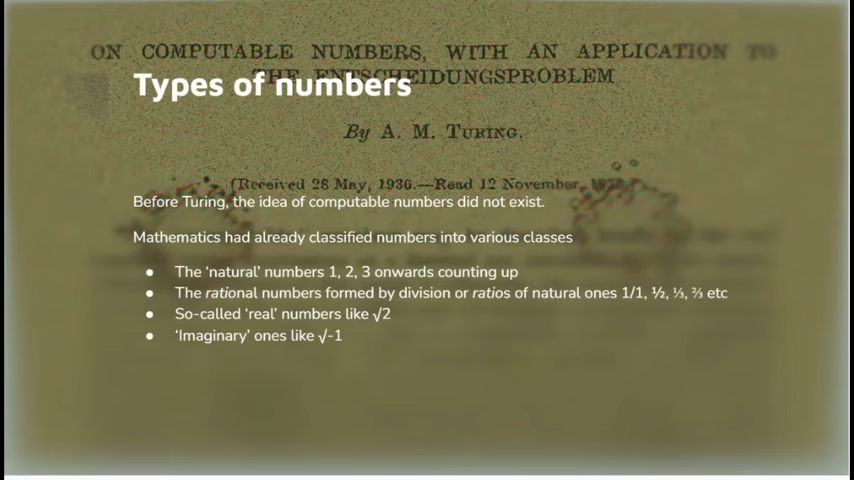 ON COMPUTABLE NUMBERS, WITH AN APPLICATION TO
THE ENTSCHEIDUNGSPROBLEM
Types of numbers
By A. M. TURING.
(Received 28 May, 1936.—Read 12 November,
Before Turing, the idea of computable numbers did not exist.
Mathematics had already classified numbers into various classes
● The ‘natural’ numbers 1, 2, 3 onwards counting up
● The rational numbers formed by division or ratios of natural ones 1/1, ½, ⅓, ⅔ etc
● So-called ‘real’ numbers like √2
● ‘Imaginary’ ones like √-1